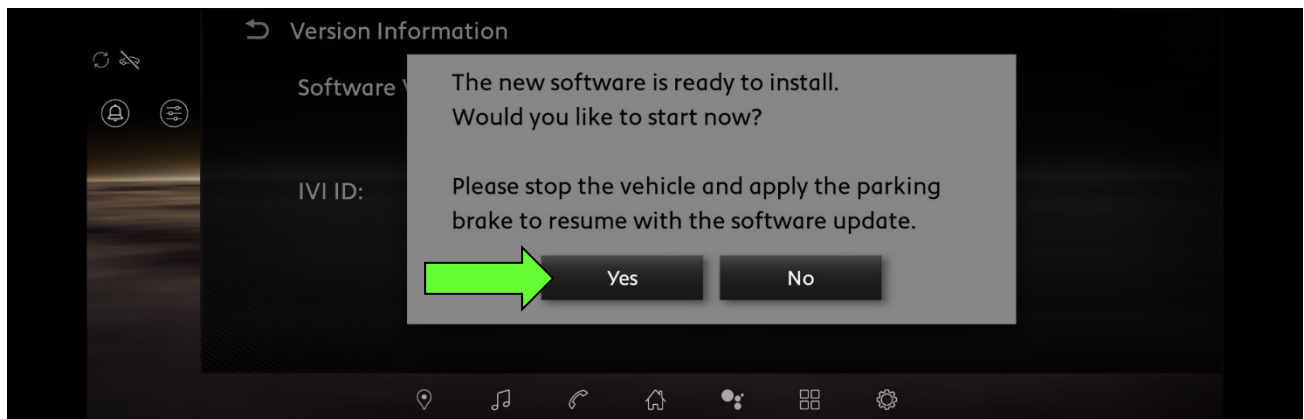 Version Information
Software V
The new software is ready to install.
Would you like to start now?
IVI ID:
Please stop the vehicle and apply the parking
brake to resume with the software update.
Yes
No